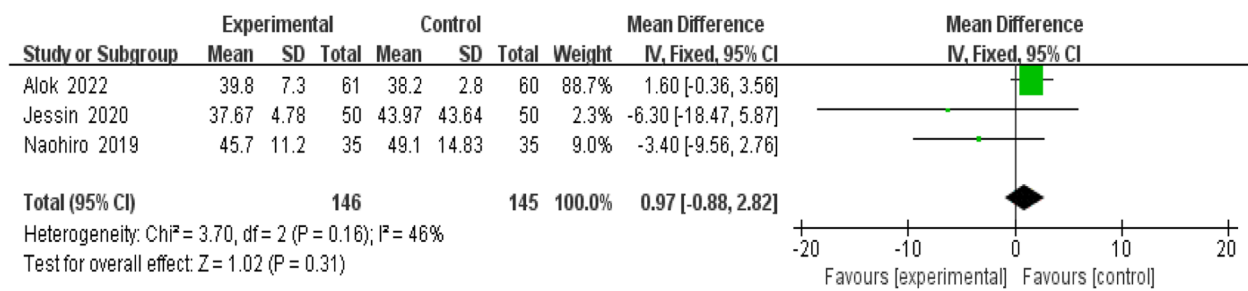 Experimental Control Mean Difference Mean Difference
Study or Subgroup Mean SD Total Mean SD Total Weight IV, Fixed, 95% CI IV, Fixed, 95% CI
Alok 2022 39.8 7.3 61 38.2 2.8 60 88.7% 1.60 [-0.36, 3.56]
Jessin 2020 37.67 4.78 50 43.97 43.64 50 2.3% -6.30 [-18.47, 5.87]
Naohiro 2019 45.7 11.2 35 49.1 14.83 35 9.0% -3.40 [-9.56, 2.76]
Total (95% CI) 146 145 100.0% 0.97 [-0.88, 2.82]
Heterogeneity: Chi² = 3.70, df = 2 (P = 0.16); I² = 46%
Test for overall effect: Z = 1.02 (P = 0.31)
-20 -10 0 10 20
Favours [experimental] Favours [control]